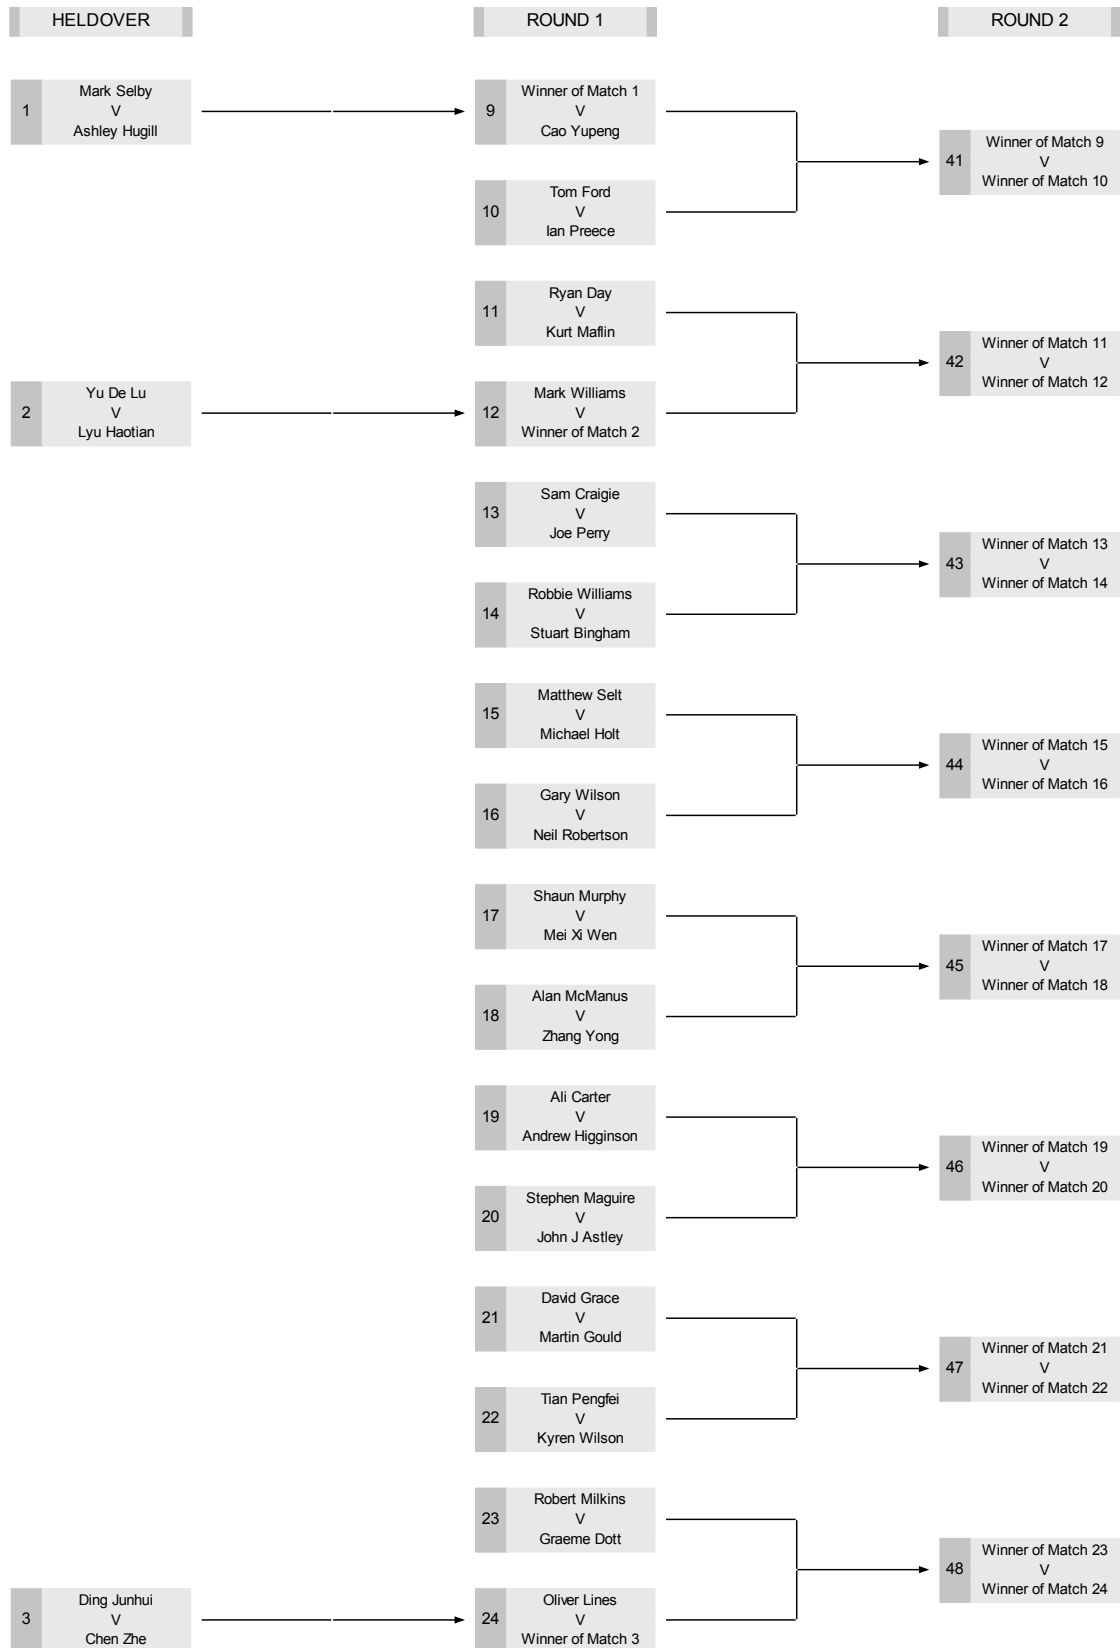 HELDOVER
ROUND 1
ROUND 2
1
Mark Selby
V
Ashley Hugill
9
Winner of Match 1
V
Cao Yupeng
41
Winner of Match 9
V
Winner of Match 10
10
Tom Ford
V
Ian Preece
11
Ryan Day
V
Kurt Maflin
42
Winner of Match 11
V
Winner of Match 12
2
Yu De Lu
V
Lyu Haotian
12
Mark Williams
V
Winner of Match 2
13
Sam Craigie
V
Joe Perry
43
Winner of Match 13
V
Winner of Match 14
14
Robbie Williams
V
Stuart Bingham
15
Matthew Selt
V
Michael Holt
44
Winner of Match 15
V
Winner of Match 16
16
Gary Wilson
V
Neil Robertson
17
Shaun Murphy
V
Mei Xi Wen
45
Winner of Match 17
V
Winner of Match 18
18
Alan McManus
V
Zhang Yong
19
Ali Carter
V
Andrew Higginson
46
Winner of Match 19
V
Winner of Match 20
20
Stephen Maguire
V
John J Astley
21
David Grace
V
Martin Gould
47
Winner of Match 21
V
Winner of Match 22
22
Tian Pengfei
V
Kyren Wilson
23
Robert Milkins
V
Graeme Dott
48
Winner of Match 23
V
Winner of Match 24
3
Ding Junhui
V
Chen Zhe
24
Oliver Lines
V
Winner of Match 3